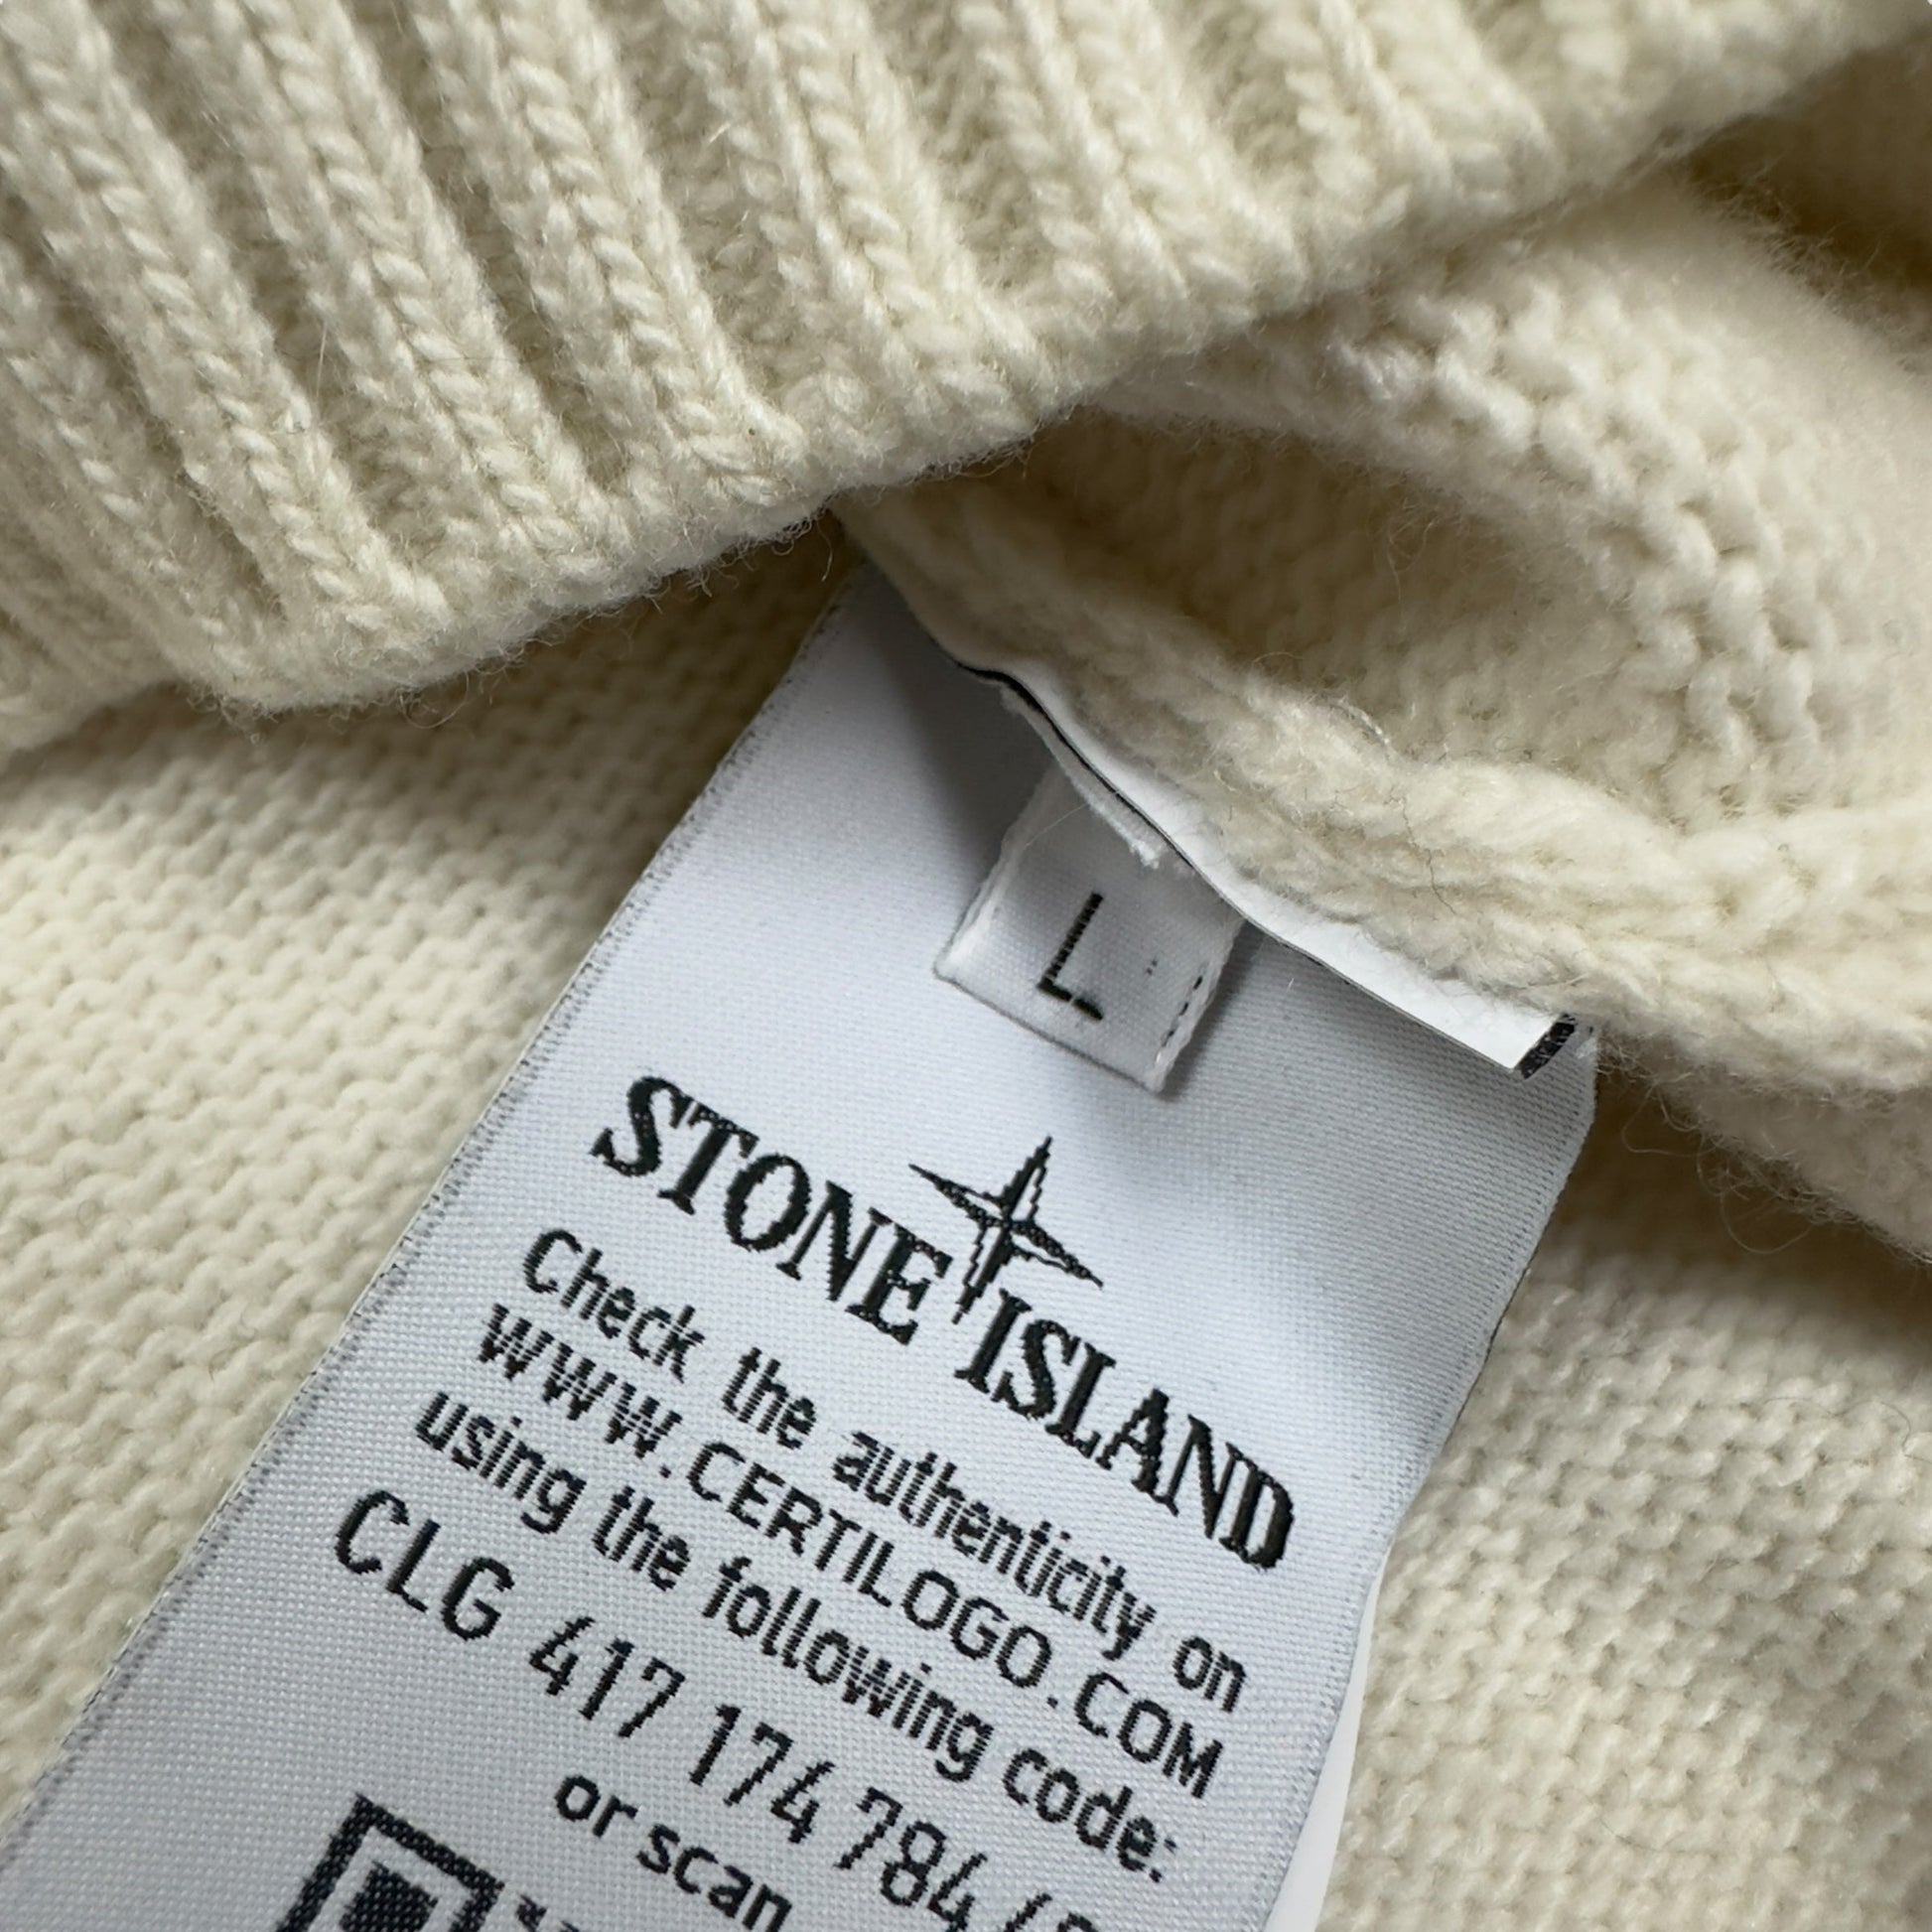 L
STONE ISLAND
Check the authenticity on
WWW.CERTILOGO.COM
using the following code:
CLG 417 174 784
or scan